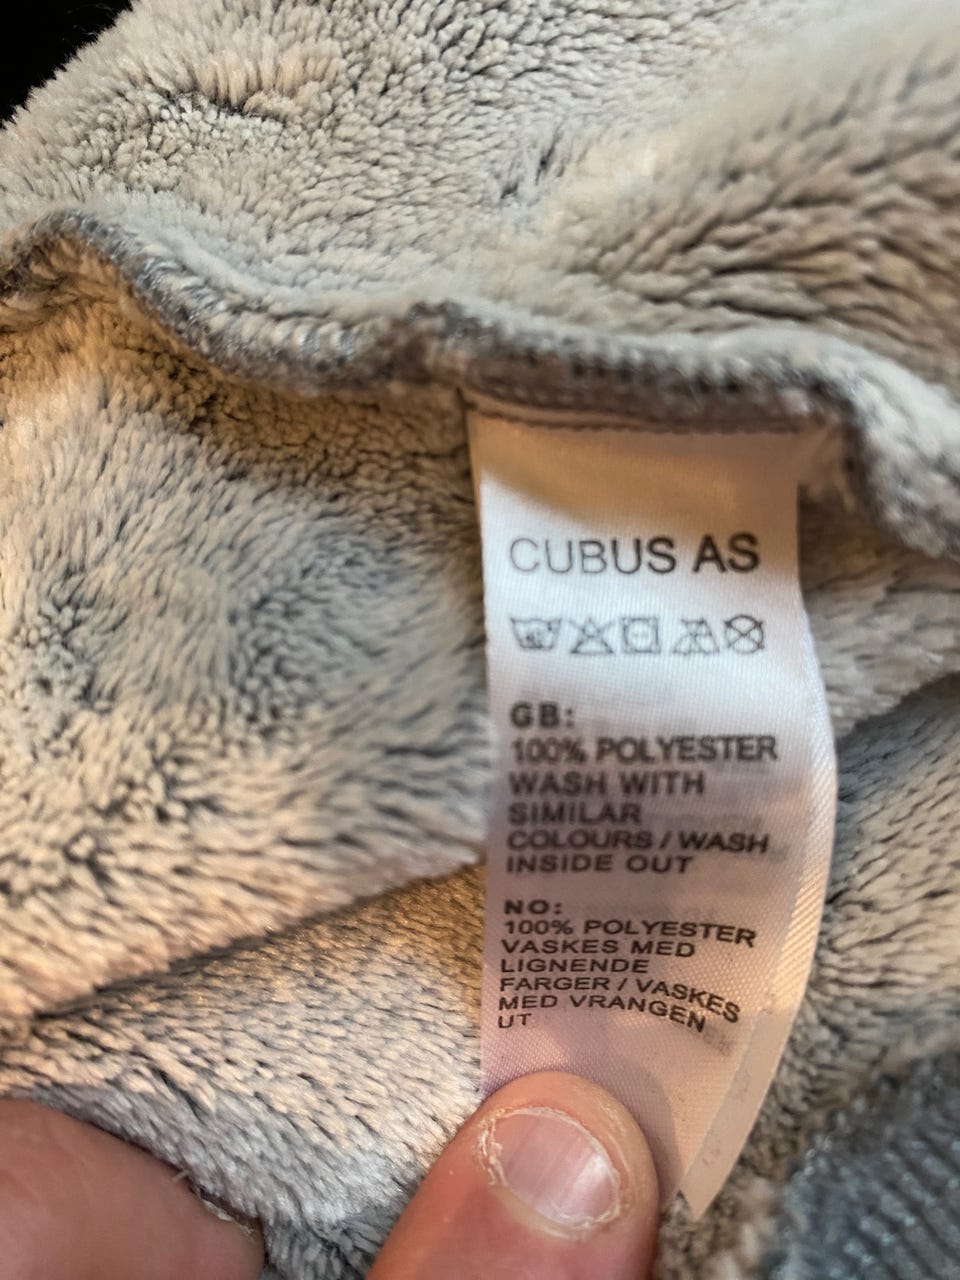 CUBUS AS
GB:
100% POLYESTER
WASH WITH
SIMILAR
COLOURS / WASH
INSIDE OUT
NO:
100% POLYESTER
VASKES MED
LIGNENDE
FARGER / VASKES
MED VRANGEN
UT